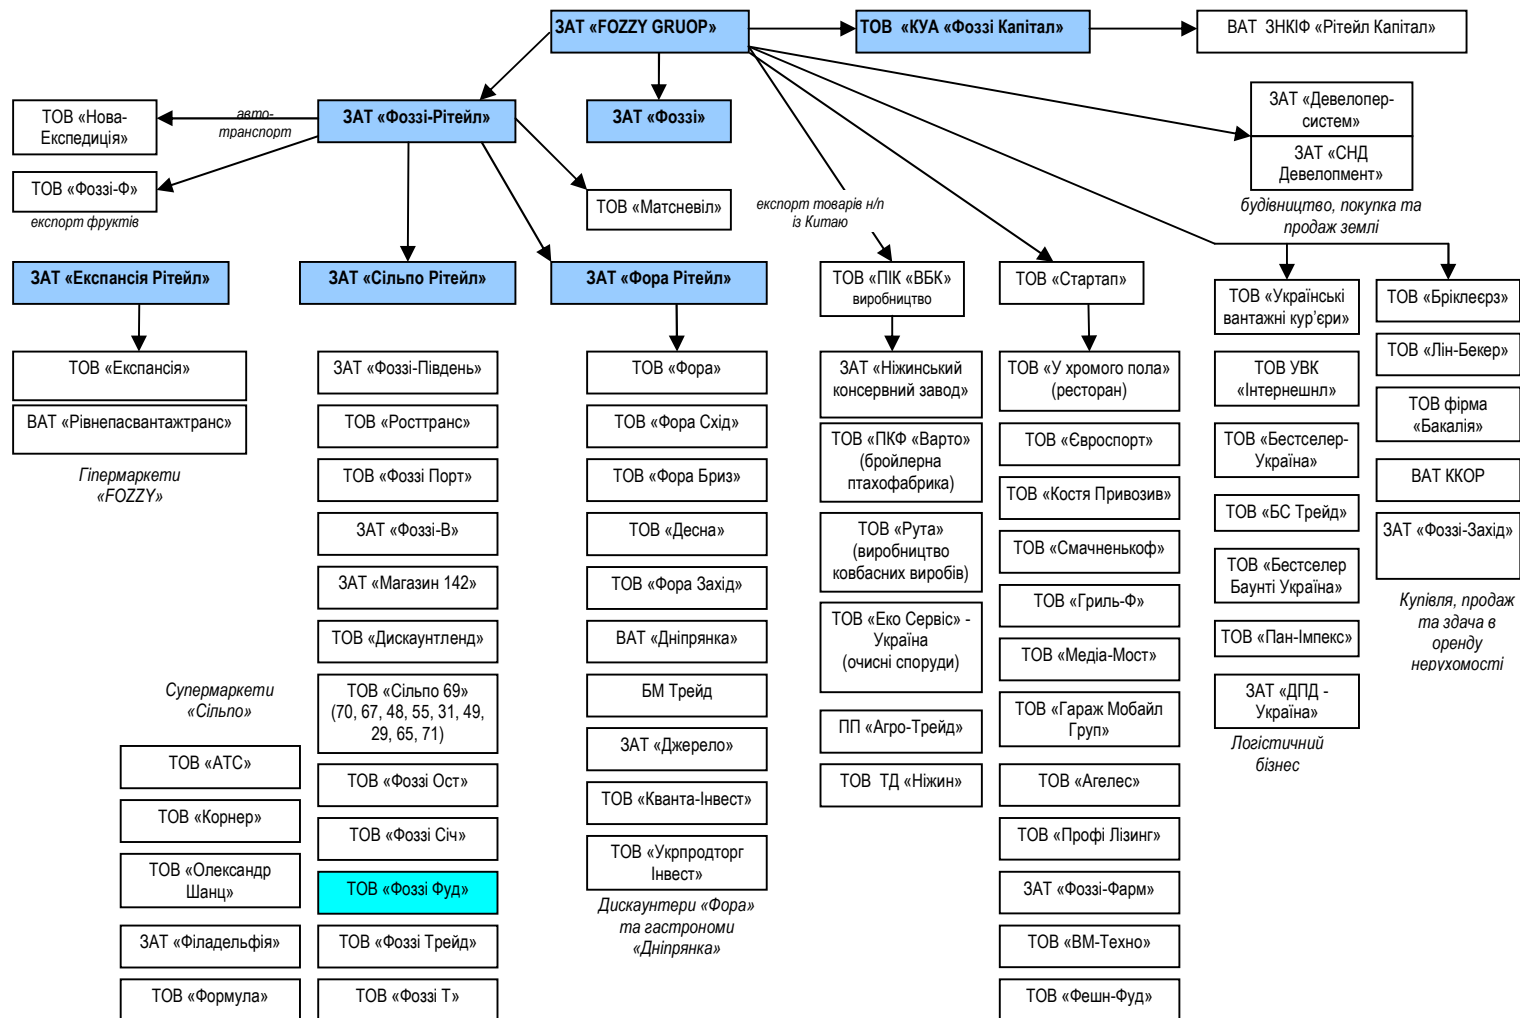 ЗАТ «FOZZY GRUOP»
ТОВ «КУА «Фоззі Капітал»
ВАТ ЗНКІФ «Рітейл Капітал»
ТОВ «Нова-
Експедиція»
авто-
транспорт
ЗАТ «Фоззі-Рітейл»
ЗАТ «Фоззі»
ЗАТ «Девелопер-
систем»
ЗАТ «СНД
Девелопмент»
будівництво, покупка та
продаж землі
ТОВ «Фоззі-Ф»
експорт фруктів
ТОВ «Матсневіл»
експорт товарів н/п
із Китаю
ЗАТ «Експансія Рітейл»
ЗАТ «Сільпо Рітейл»
ЗАТ «Фора Рітейл»
ТОВ «ПІК «ВБК»
виробництво
ТОВ «Стартап»
ТОВ «Українські
вантажні кур’єри»
ТОВ «Бріклеєрз»
ТОВ «Експансія»
ВАТ «Рівнепасвантажтранс»
Гіпермаркети
«FOZZY»
Супермаркети
«Сільпо»
ТОВ «АТС»
ТОВ «Корнер»
ТОВ «Олександр
Шанц»
ЗАТ «Філадельфія»
ТОВ «Формула»
ЗАТ «Фоззі-Південь»
ТОВ «Росттранс»
ТОВ «Фоззі Порт»
ЗАТ «Фоззі-В»
ЗАТ «Магазин 142»
ТОВ «Дискаунтленд»
ТОВ «Сільпо 69»
(70, 67, 48, 55, 31, 49,
29, 65, 71)
ТОВ «Фоззі Ост»
ТОВ «Фоззі Січ»
ТОВ «Фоззі Фуд»
ТОВ «Фоззі Трейд»
ТОВ «Фоззі Т»
ТОВ «Фора»
ТОВ «Фора Схід»
ТОВ «Фора Бриз»
ТОВ «Десна»
ТОВ «Фора Захід»
ВАТ «Дніпрянка»
БМ Трейд
ЗАТ «Джерело»
ТОВ «Кванта-Інвест»
ТОВ «Укрпродторг
Інвест»
Дискаунтери «Фора»
та гастрономи
«Дніпрянка»
ЗАТ «Ніжинський
консервний завод»
ТОВ «ПКФ «Варто»
(бройлерна
птахофабрика)
ТОВ «Рута»
(виробництво
ковбасних виробів)
ТОВ «Еко Сервіс» -
Україна
(очисні споруди)
ПП «Агро-Трейд»
ТОВ ТД «Ніжин»
ТОВ «У хромого пола»
(ресторан)
ТОВ «Євроспорт»
ТОВ «Костя Привозив»
ТОВ «Смачненькоф»
ТОВ «Гриль-Ф»
ТОВ «Медіа-Мост»
ТОВ «Гараж Мобайл
Груп»
ТОВ «Агелес»
ТОВ «Профі Лізинг»
ЗАТ «Фоззі-Фарм»
ТОВ «ВМ-Техно»
ТОВ «Фешн-Фуд»
ТОВ УВК
«Інтернешнл»
ТОВ «Бестселер-
Україна»
ТОВ «БС Трейд»
ТОВ «Бестселер
Баунті Україна»
ТОВ «Пан-Імпекс»
ЗАТ «ДПД -
Україна»
Логістичний
бізнес
ТОВ «Лін-Бекер»
ТОВ фірма
«Бакалія»
ВАТ ККОР
ЗАТ «Фоззі-Захід»
Купівля, продаж
та здача в
оренду
нерухомості